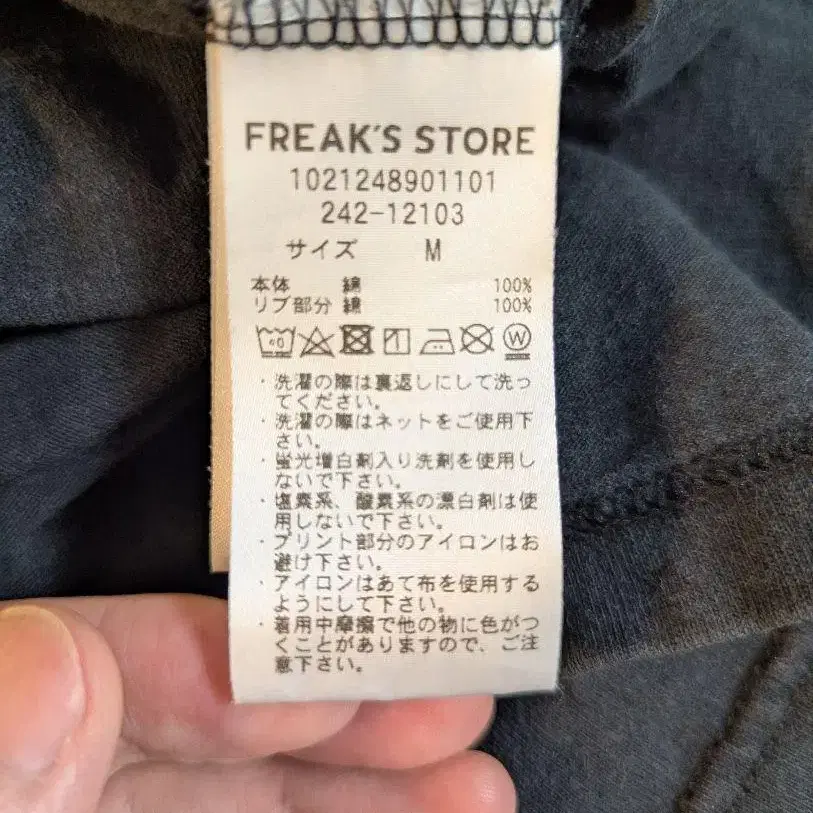 FREAK'S STORE
1021248901101
242-12103
サイズ M
本体 綿 100%
リブ部分 綿 100%
40 W
・洗濯の際は裏返しにして洗っ
てください。
・洗濯の際はネットをご使用下
さい。
・蛍光増白剤入り洗剤を使用し
ないで下さい。
・塩素系、酸素系の漂白剤は使
用しないで下さい。
・プリント部分のアイロンはお
避け下さい。
・アイロンはあて布を使用する
ようにして下さい。
・着用中摩擦で他の物に色がつ
くことがありますので、ご注
意下さい。